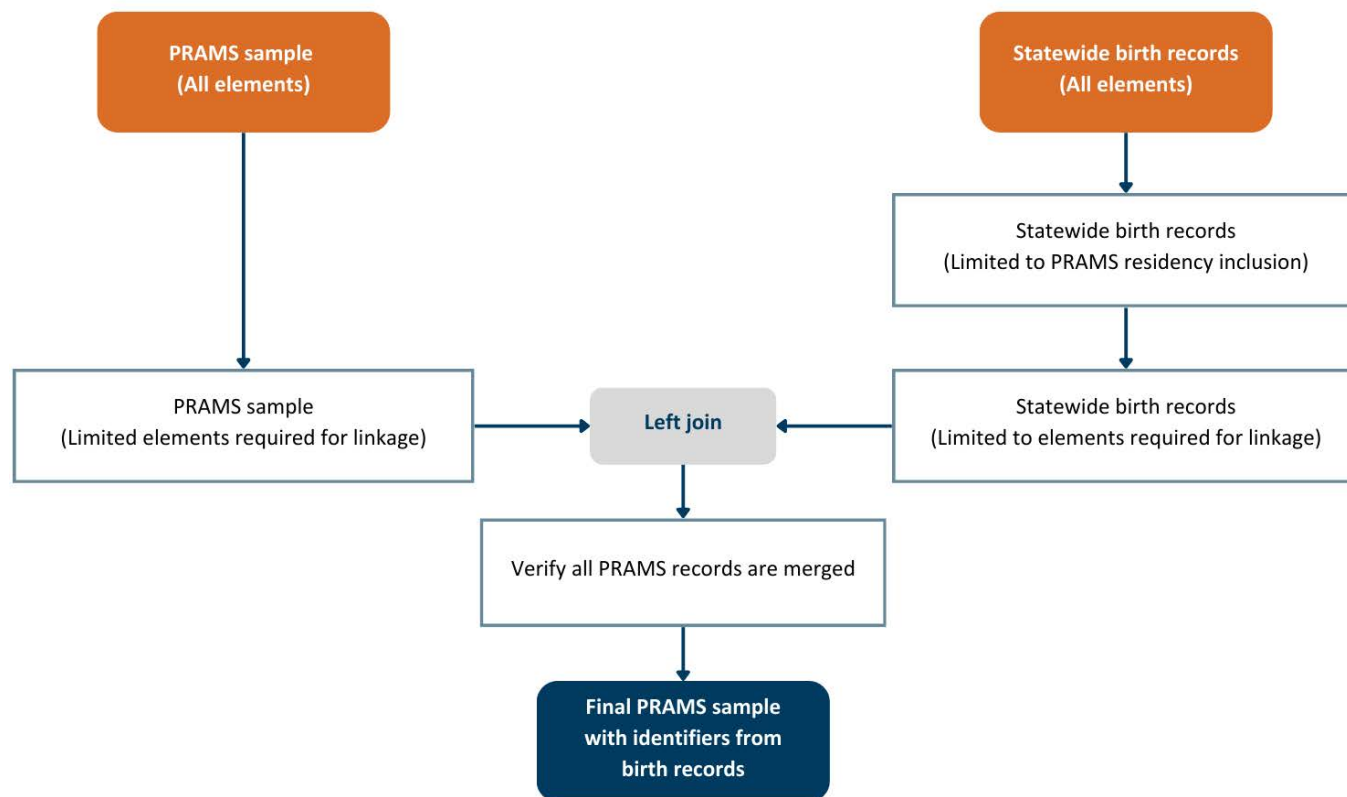 PRAMS sample
(All elements)
Statewide birth records
(All elements)
Statewide birth records
(Limited to PRAMS residency inclusion)
PRAMS sample
(Limited elements required for linkage)
Left join
Statewide birth records
(Limited to elements required for linkage)
Verify all PRAMS records are merged
Final PRAMS sample
with identifiers from
birth records